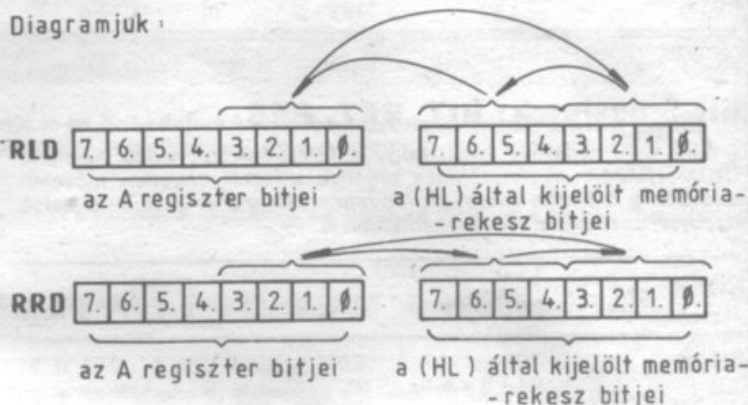 Diagramjuk:
RLD 7. 6. 5. 4. 3. 2. 1. 0. 7. 6. 5. 4. 3. 2. 1. 0.
az A regiszter bitjei a (HL) által kijelölt memória-
-rekesz bitjei
RRD 7. 6. 5. 4. 3. 2. 1. 0. 7. 6. 5. 4. 3. 2. 1. 0.
az A regiszter bitjei a (HL) által kijelölt memória-
-rekesz bitjei